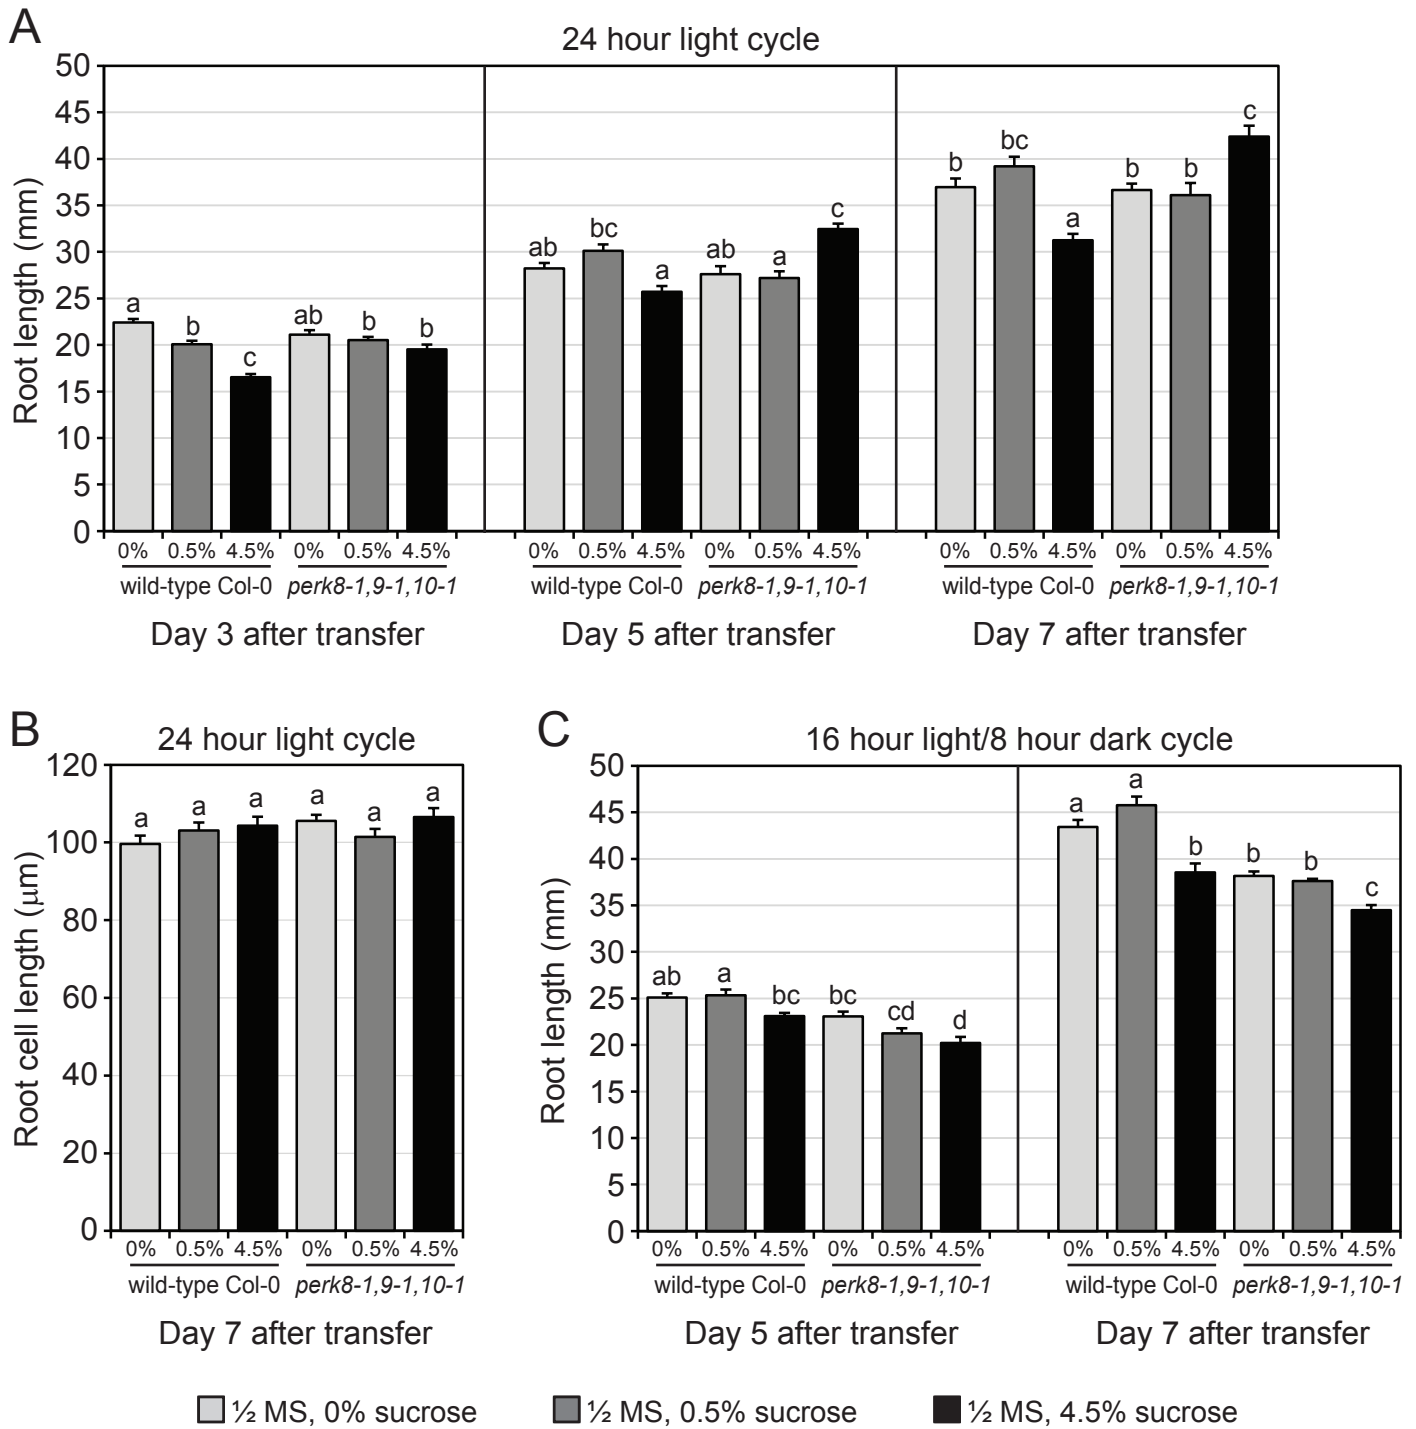 A
24 hour light cycle
Root length (mm)
50
45
40
35
30
25
20
15
10
5
0
a b c ab b b
ab bc a ab a c
b bc a b b c
0% 0.5% 4.5% 0% 0.5% 4.5% 0% 0.5% 4.5% 0% 0.5% 4.5% 0% 0.5% 4.5% 0% 0.5% 4.5%
wild-type Col-0 perk8-1,9-1,10-1 wild-type Col-0 perk8-1,9-1,10-1 wild-type Col-0 perk8-1,9-1,10-1
Day 3 after transfer Day 5 after transfer Day 7 after transfer
B
24 hour light cycle
Root cell length (μm)
120
100
80
60
40
20
0
a a a a a a
0% 0.5% 4.5% 0% 0.5% 4.5%
wild-type Col-0 perk8-1,9-1,10-1
Day 7 after transfer
C
16 hour light/8 hour dark cycle
Root length (mm)
50
45
40
35
30
25
20
15
10
5
0
ab a bc bc cd d
a a b b b c
0% 0.5% 4.5% 0% 0.5% 4.5% 0% 0.5% 4.5% 0% 0.5% 4.5%
wild-type Col-0 perk8-1,9-1,10-1 wild-type Col-0 perk8-1,9-1,10-1
Day 5 after transfer Day 7 after transfer
½ MS, 0% sucrose ½ MS, 0.5% sucrose ½ MS, 4.5% sucrose